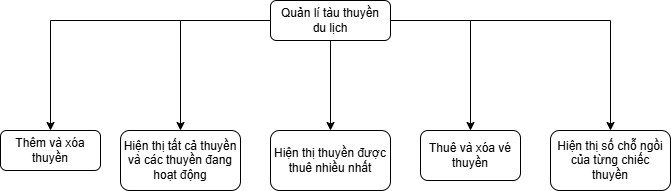 Quản lí tàu thuyền
du lịch
Thêm và xóa
thuyền
Hiện thị tất cả thuyền
và các thuyền đang
hoạt động
Hiện thị thuyền được
thuê nhiều nhất
Thuê và xóa vé
thuyền
Hiện thị số chỗ ngồi
của từng chiếc
thuyền